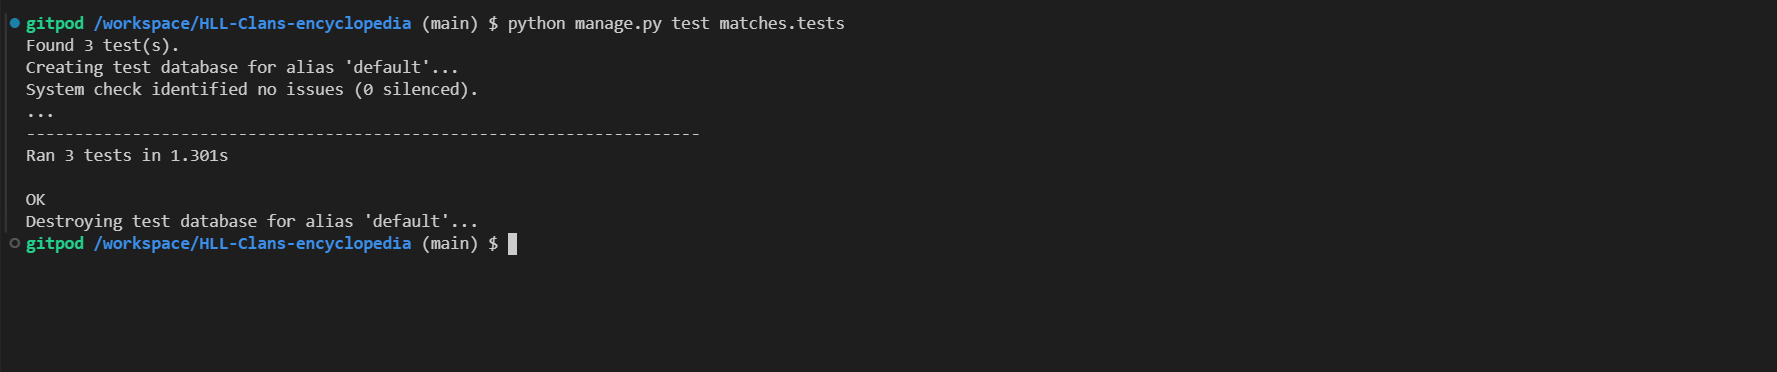 gitpod /workspace/HLL-Clans-encyclopedia (main) $ python manage.py test matches.tests
Found 3 test(s).
Creating test database for alias 'default'...
System check identified no issues (0 silenced).
...
----------------------------------------------------------------------
Ran 3 tests in 1.301s

OK
Destroying test database for alias 'default'...
gitpod /workspace/HLL-Clans-encyclopedia (main) $